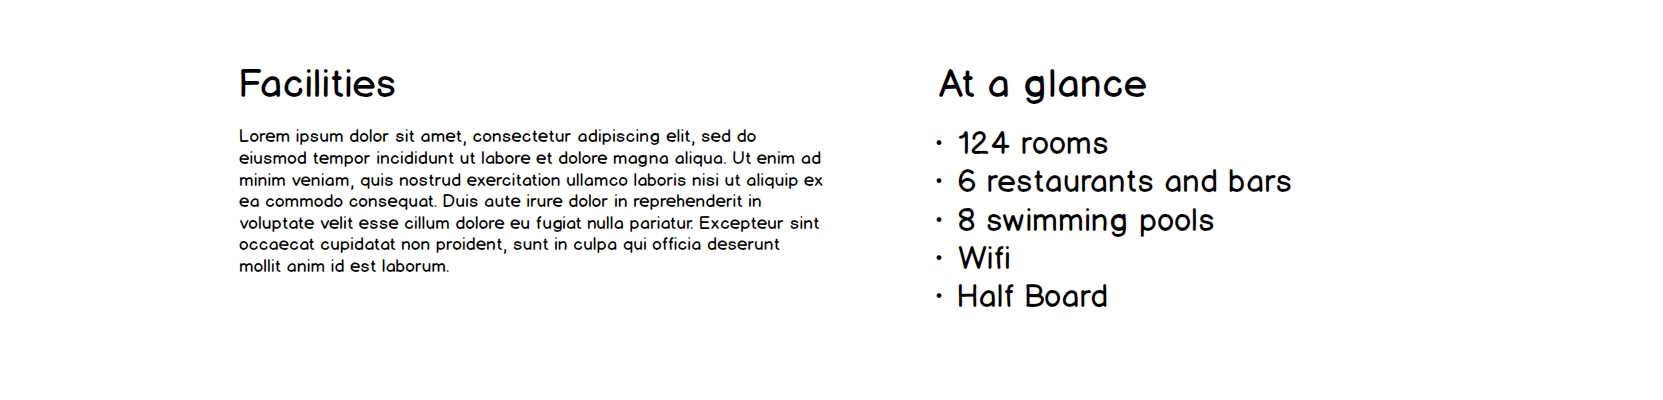 Facilities
Lorem ipsum dolor sit amet, consectetur adipiscing elit, sed do
eiusmod tempor incididunt ut labore et dolore magna aliqua. Ut enim ad
minim veniam, quis nostrud exercitation ullamco laboris nisi ut aliquip ex
ea commodo consequat. Duis aute irure dolor in reprehenderit in
voluptate velit esse cillum dolore eu fugiat nulla pariatur. Excepteur sint
occaecat cupidatat non proident, sunt in culpa qui officia deserunt
mollit anim id est laborum.
At a glance
• 124 rooms
• 6 restaurants and bars
• 8 swimming pools
• Wifi
• Half Board